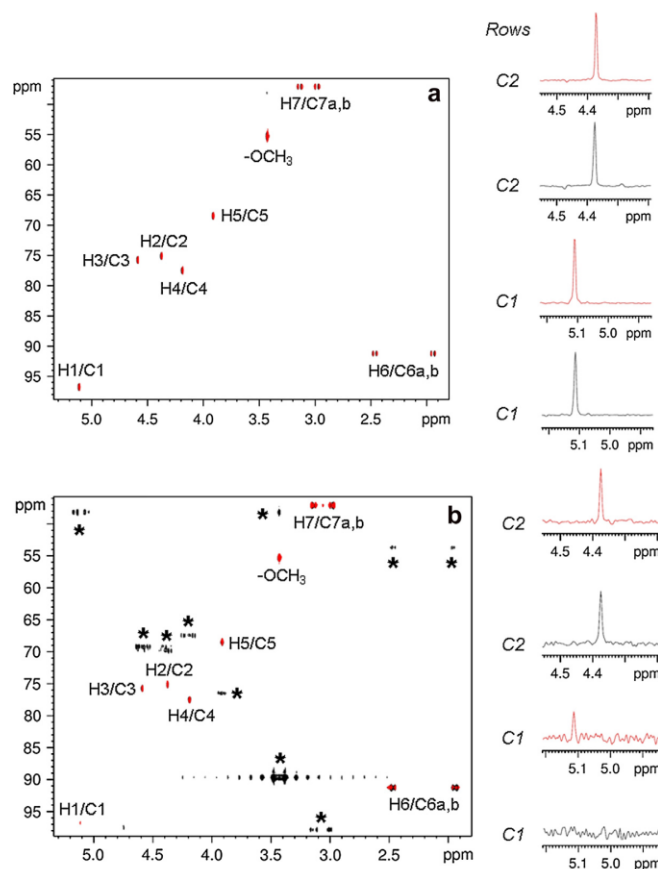 ppm
a
H7/C7a,b
55
-OCH3
60
65
H5/C5
70
H2/C2
75
H3/C3
H4/C4
80
85
90
H1/C1
H6/C6a,b
95
5.0 4.5 4.0 3.5 3.0 2.5 ppm
ppm
b
*
*
H7/C7a,b
55
* *
-OCH3
60
65
* * *
H5/C5
70
H2/C2
75
H3/C3
*
H4/C4
80
85
*
90
H6/C6a,b
*
H1/C1
95
5.0 4.5 4.0 3.5 3.0 2.5 ppm
Rows
C2
4.5 4.4 ppm
C2
4.5 4.4 ppm
C1
5.1 5.0 ppm
C1
5.1 5.0 ppm
C2
4.5 4.4 ppm
C2
4.5 4.4 ppm
C1
5.1 5.0 ppm
C1
5.1 5.0 ppm